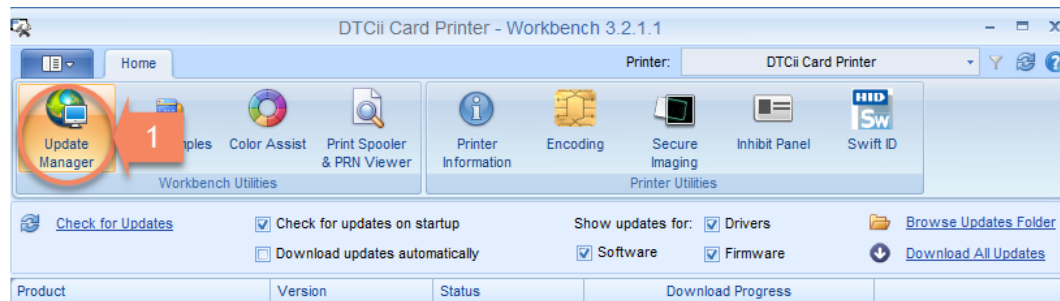 DTCii Card Printer - Workbench 3.2.1.1
Home
Printer:
DTCii Card Printer
1
Update
Manager
Color Assist
Print Spooler
& PRN Viewer
Printer
Information
Encoding
Secure
Imaging
Inhibit Panel
HID
Sw
Swift ID
Workbench Utilities
Printer Utilities
Check for Updates
Check for updates on startup
Show updates for:
Drivers
Browse Updates Folder
Download updates automatically
Software
Firmware
Download All Updates
Product
Version
Status
Download Progress